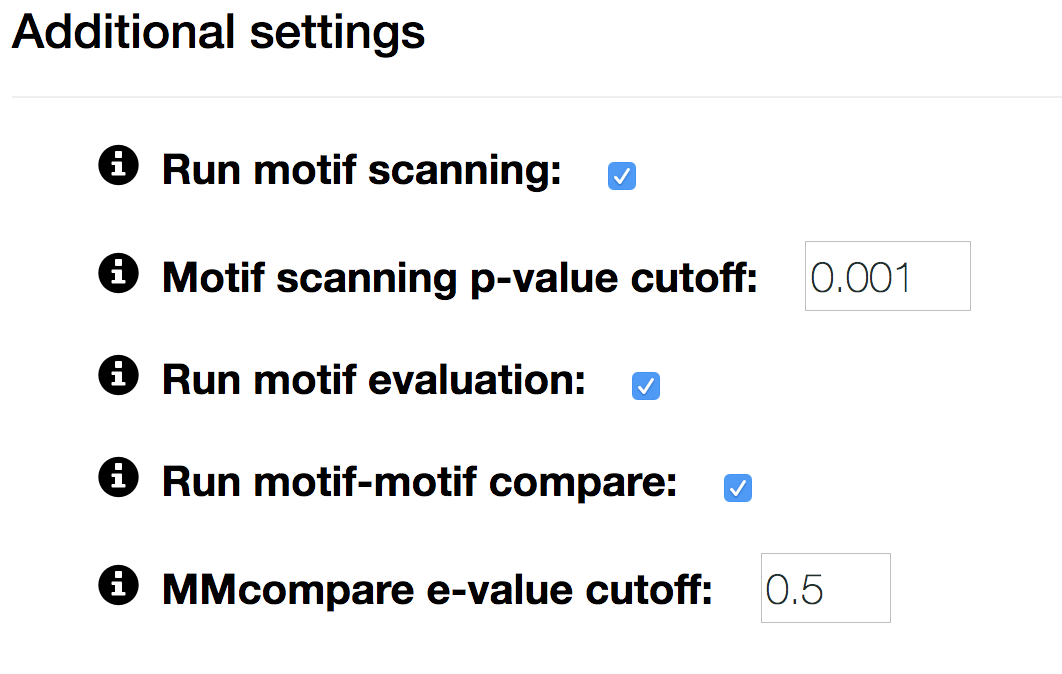 Additional settings
Run motif scanning:
Motif scanning p-value cutoff: 0.001
Run motif evaluation:
Run motif-motif compare:
MMcompare e-value cutoff: 0.5